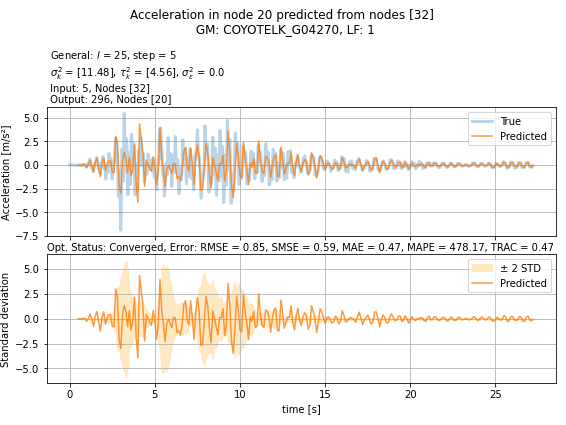 Acceleration in node 20 predicted from nodes [32]
GM: COYOTELK_G04270, LF: 1
General: l = 25, step = 5
σ²ₖ = [11.48], τ²ₖ = [4.56], σ²ε = 0.0
Input: 5, Nodes [32]
Output: 296, Nodes [20]
Acceleration [m/s²]
5.0
2.5
0.0
−2.5
−5.0
−7.5
True
Predicted
Opt. Status: Converged, Error: RMSE = 0.85, SMSE = 0.59, MAE = 0.47, MAPE = 478.17, TRAC = 0.47
Standard deviation
5.0
2.5
0.0
−2.5
−5.0
± 2 STD
Predicted
0
5
10
15
20
25
time [s]